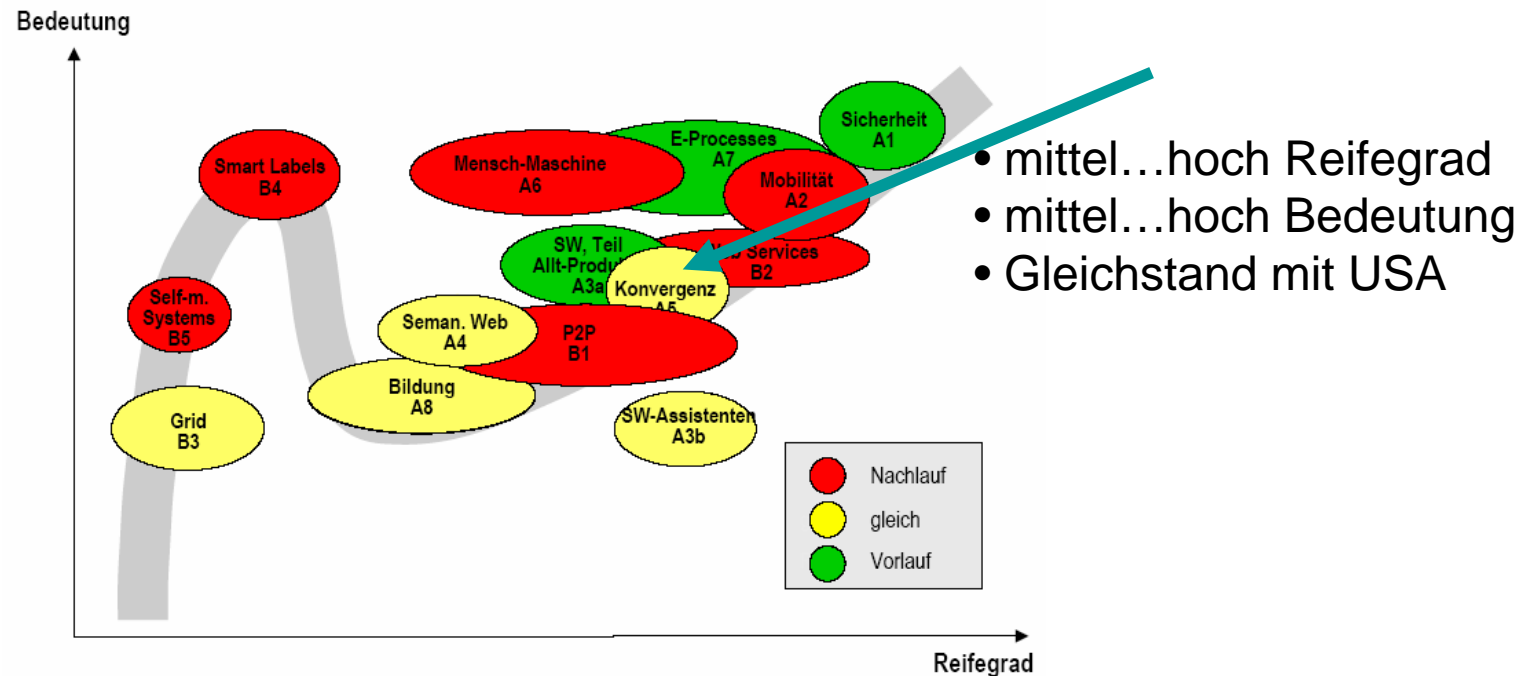 Bedeutung
Sicherheit
A1
E-Processes
A7
Mensch-Maschine
A6
Smart Labels
B4
Mobilität
A2
• mittel…hoch Reifegrad
• mittel…hoch Bedeutung
• Gleichstand mit USA
SW, Teil
A3a
Services
B2
Konvergenz
A5
Self-m.
Systems
B5
Seman. Web
A4
P2P
B1
Bildung
A8
Grid
B3
SW-Assistenten
A3b
Nachlauf
gleich
Vorlauf
Reifegrad